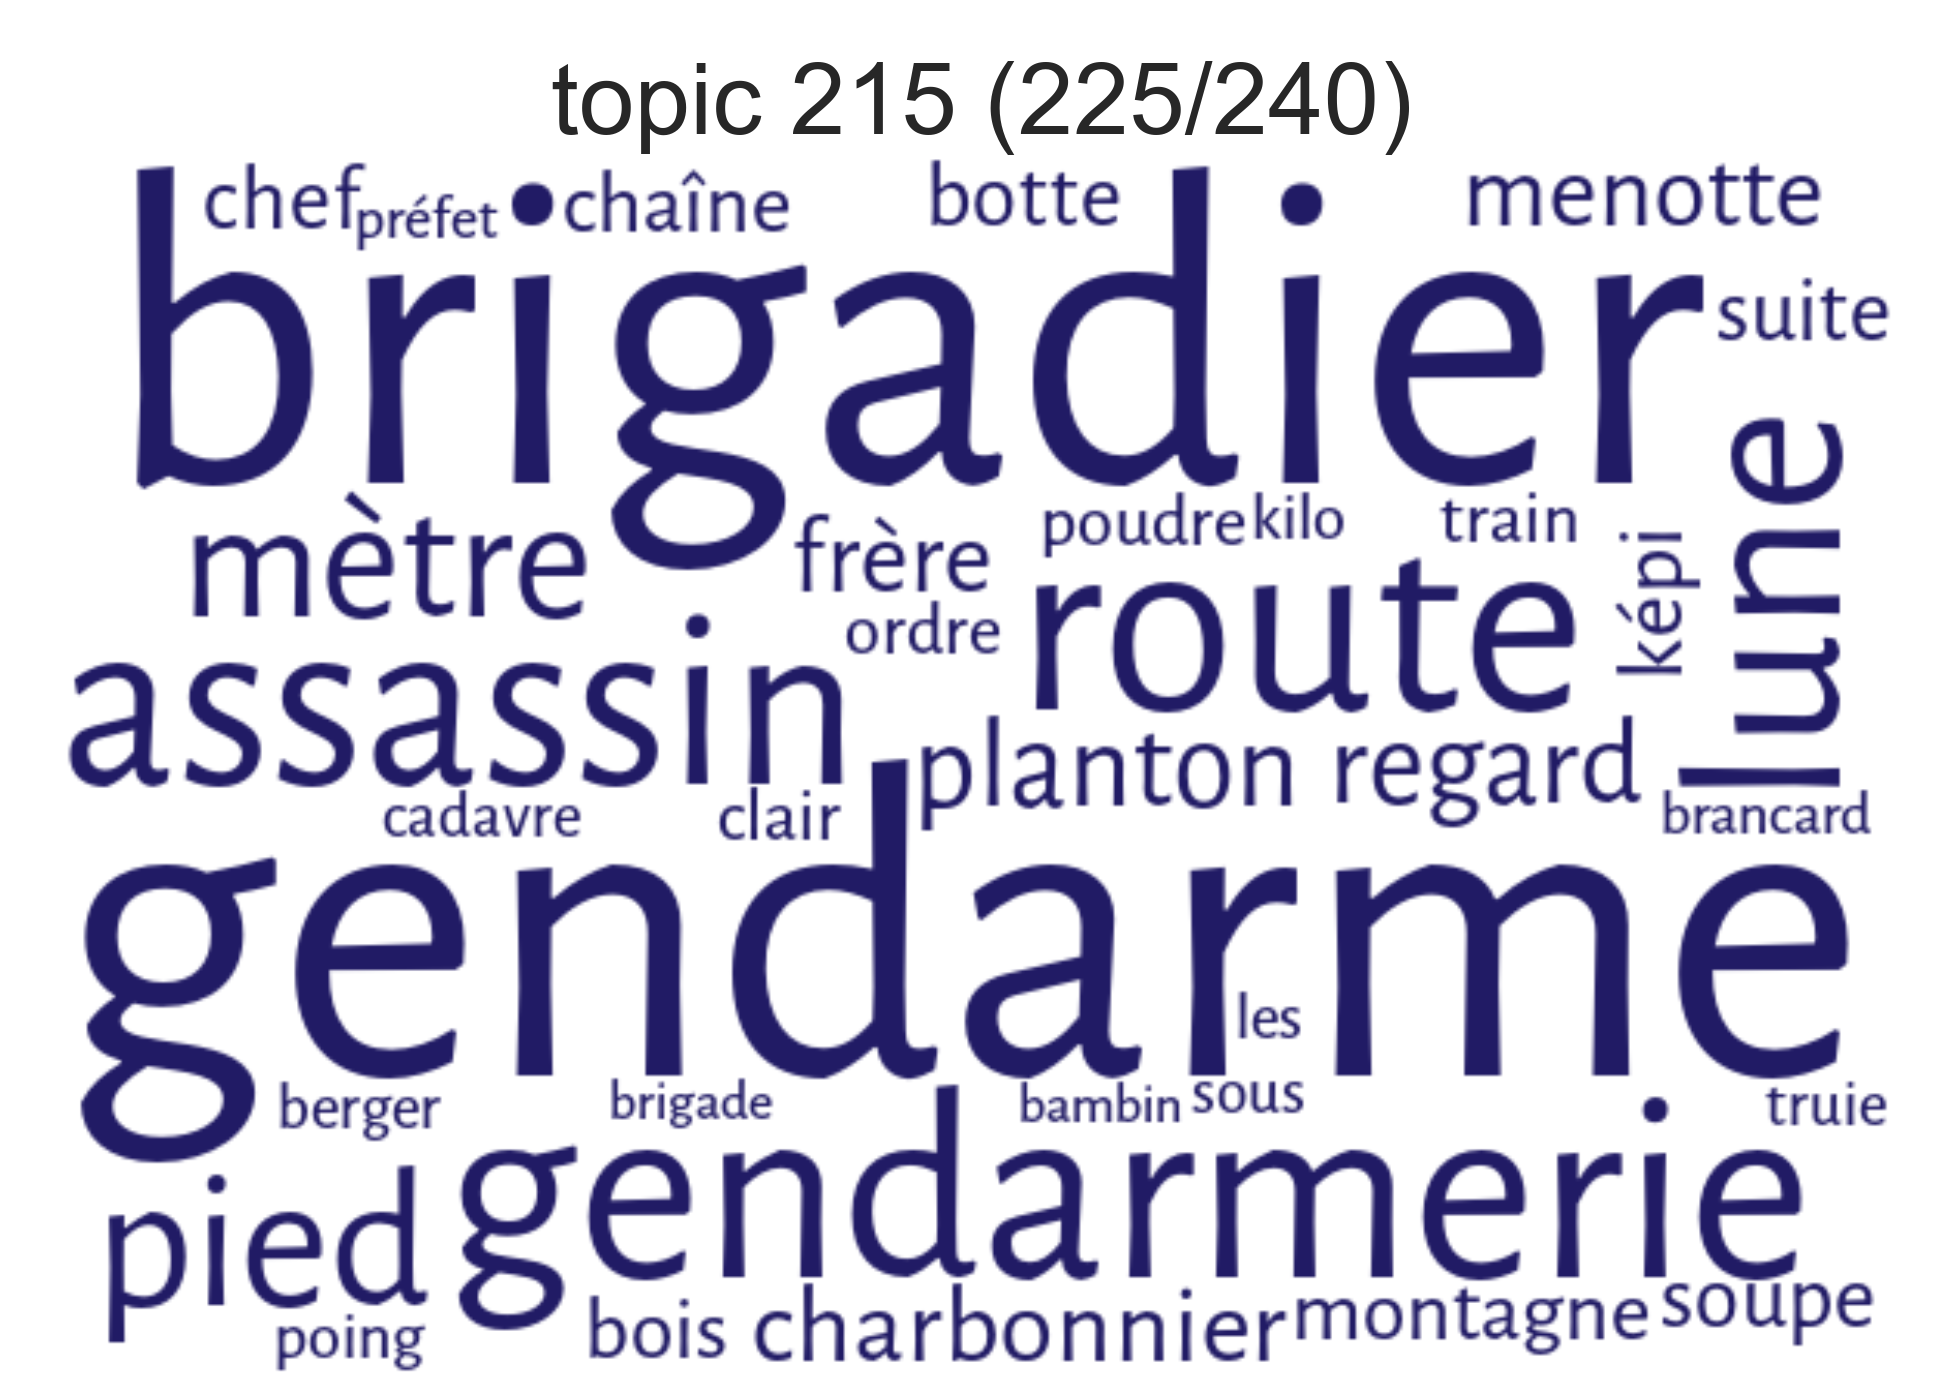 topic 215 (225/240)
chef préfet chaîne botte menotte
brigadier
suite
lune
mètre frère poudre kilo train
képi
ordre route
assassin
planton regard
cadavre clair brancard
gendarme
les
berger brigade bambin sous truie
pied gendarmerie
poing bois charbonnier montagne soupe